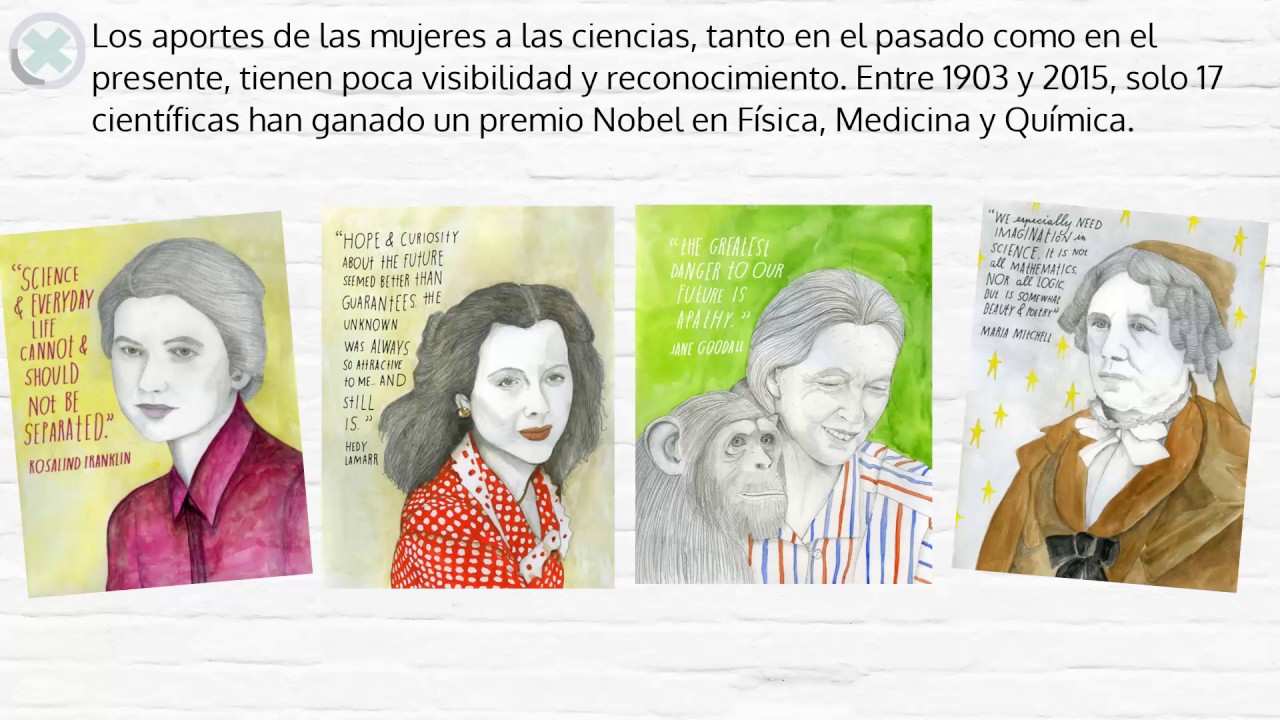 Los aportes de las mujeres a las ciencias, tanto en el pasado como en el
presente, tienen poca visibilidad y reconocimiento. Entre 1903 y 2015, solo 17
científicas han ganado un premio Nobel en Física, Medicina y Química.
“SCIENCE
& EVERYDAY
LIFE
CANNOT &
SHOULD
NOT BE
SEPARATED.”
ROSALIND FRANKLIN
“HOPE & CURIOSITY
ABOUT THE FUTURE
SEEMED BETTER THAN
GUARANTEES. THE
UNKNOWN
WAS ALWAYS
SO ATTRACTIVE
TO ME... AND
STILL
IS.”
HEDY
LAMARR
“THE GREATEST
DANGER TO OUR
FUTURE IS
APATHY.”
JANE GOODALL
“WE especially NEED
IMAGINATION in
SCIENCE. IT IS NOT
all MATHEMATICS,
NOR all LOGIC,
BUT IS SOMEWHAT
BEAUTY & POETRY”
MARIA MITCHELL